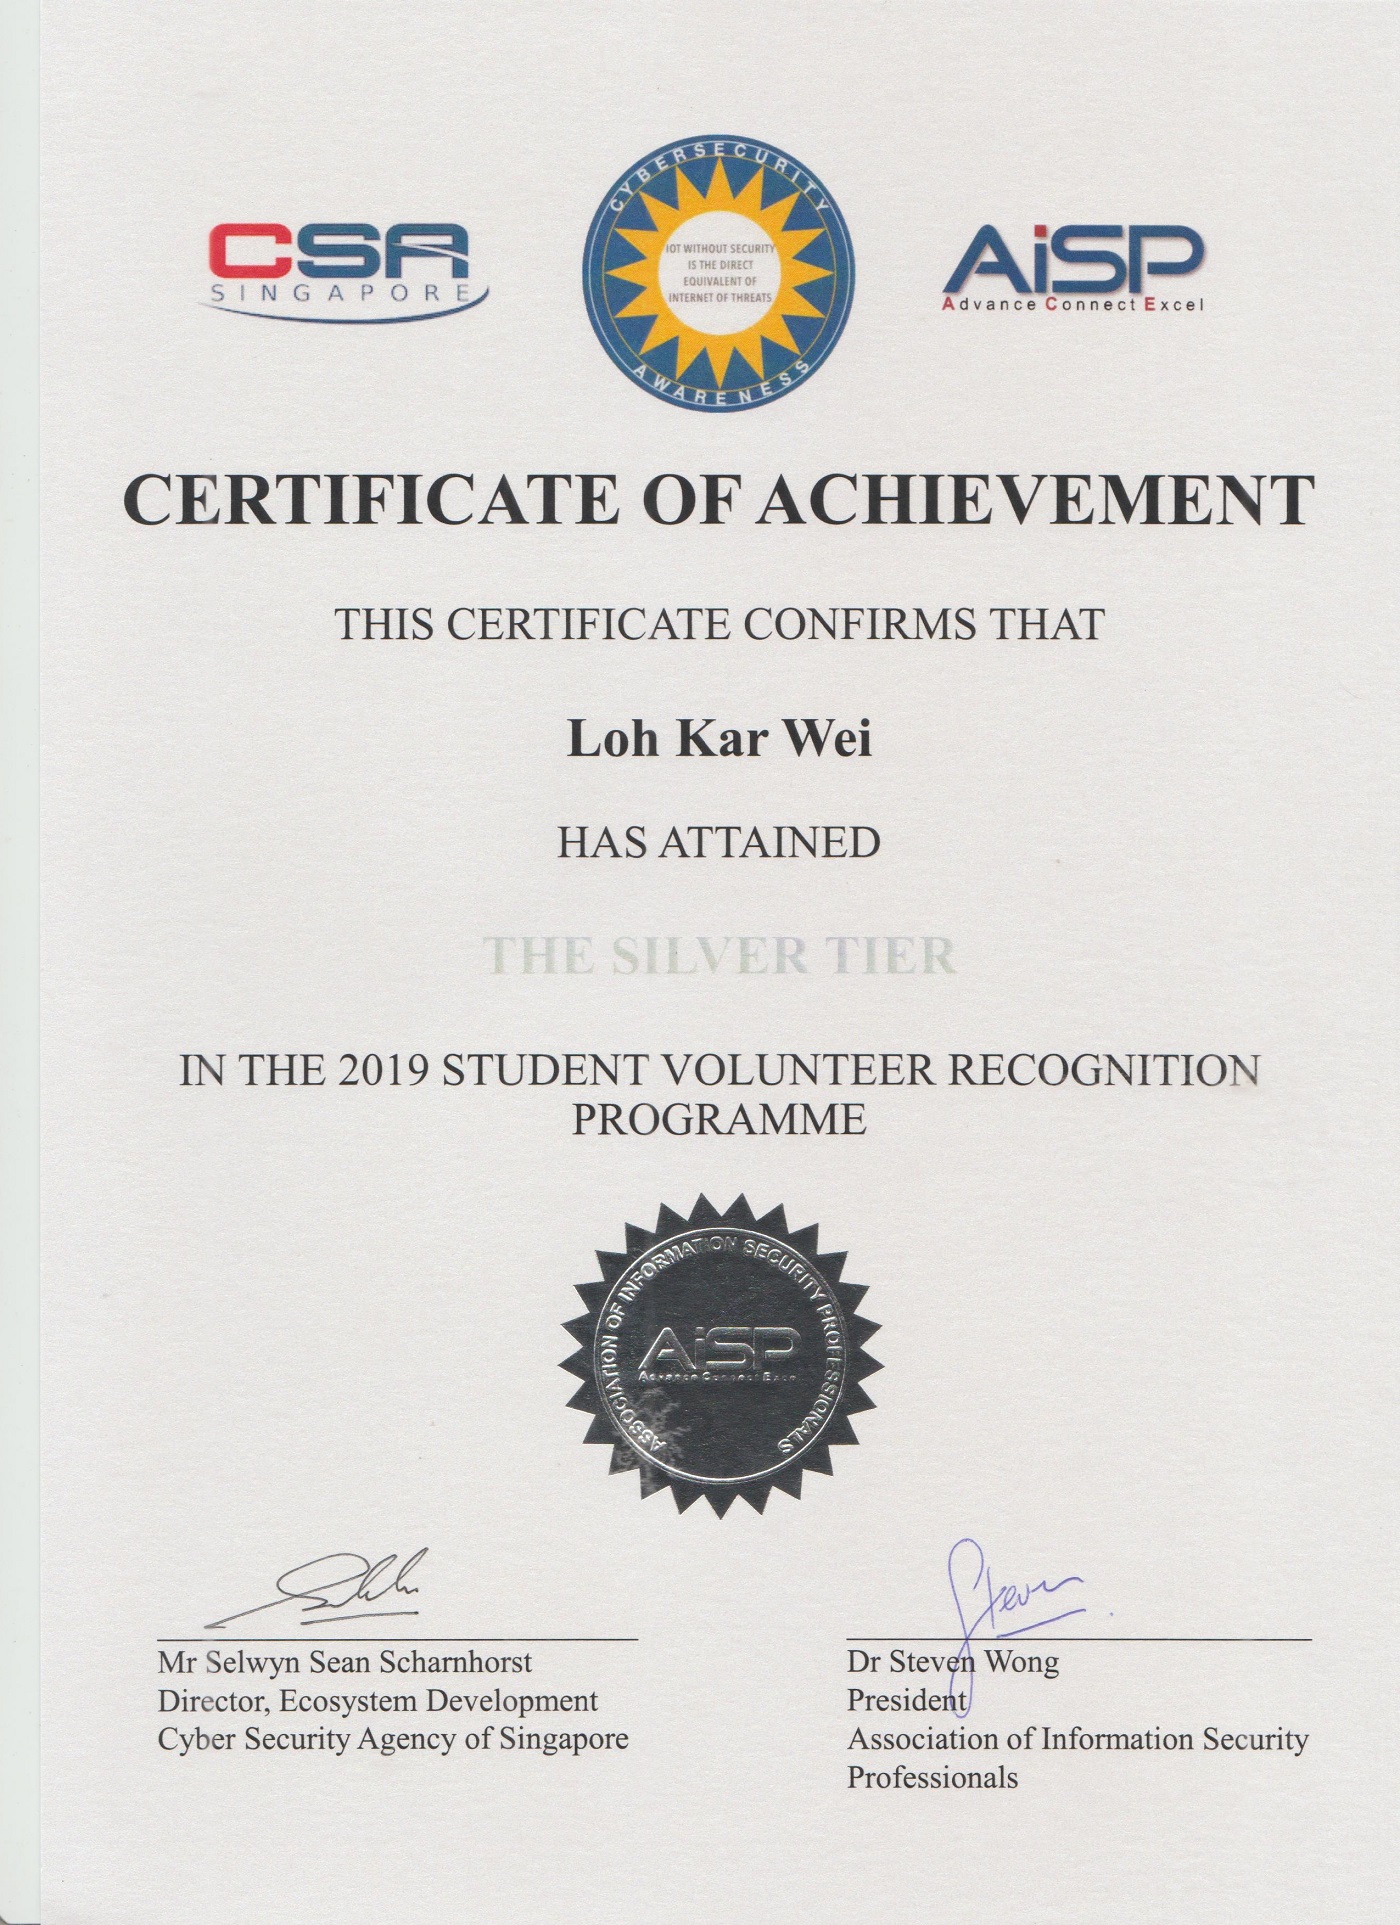 CSA
SINGAPORE
CYBERSECURITY
IOT WITHOUT SECURITY
IS THE DIRECT
EQUIVALENT OF
INTERNET OF THREATS
AWARENESS
AiSP
Advance Connect Excel
CERTIFICATE OF ACHIEVEMENT
THIS CERTIFICATE CONFIRMS THAT
Loh Kar Wei
HAS ATTAINED
THE SILVER TIER
IN THE 2019 STUDENT VOLUNTEER RECOGNITION
PROGRAMME
ASSOCIATION OF INFORMATION SECURITY PROFESSIONALS
AiSP
Advance Connect Excel
Steven
Mr Selwyn Sean Scharnhorst
Director, Ecosystem Development
Cyber Security Agency of Singapore
Dr Steven Wong
President
Association of Information Security
Professionals